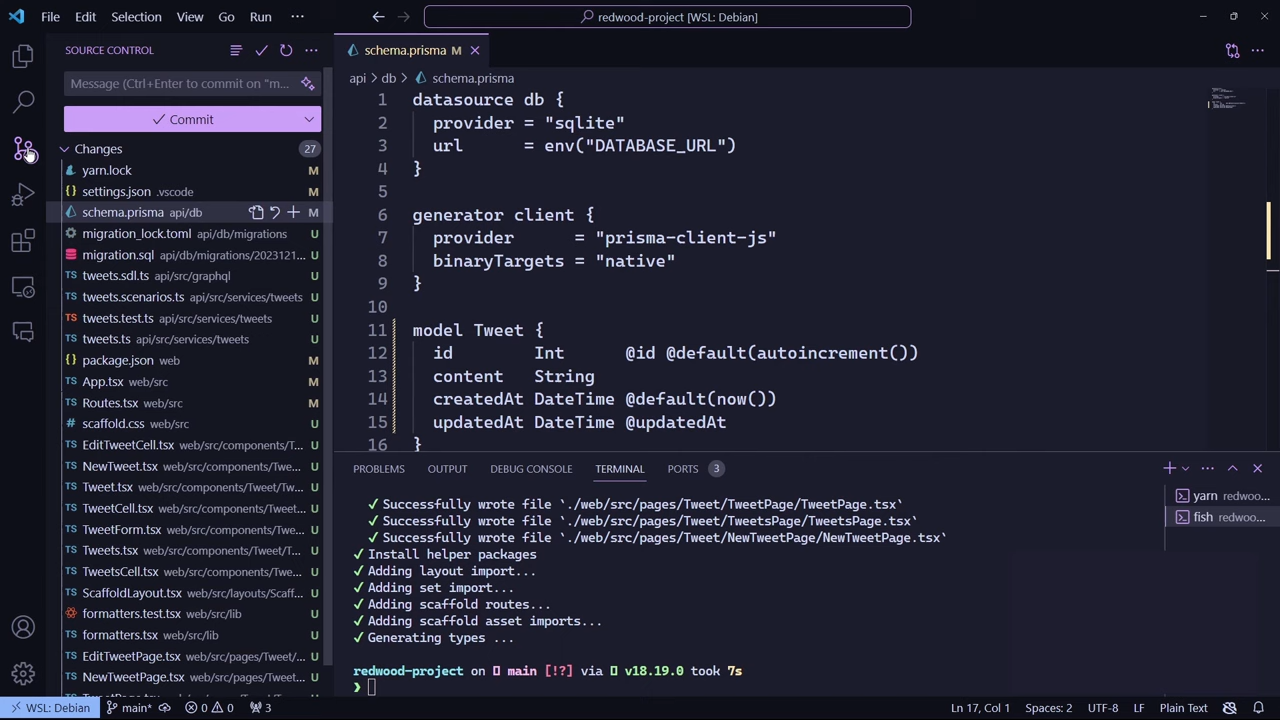 File Edit Selection View Go Run ···
redwood-project [WSL: Debian]
SOURCE CONTROL
Message (Ctrl+Enter to commit on "m...
Commit
Changes 27
yarn.lock M
settings.json .vscode M
schema.prisma api/db M
migration_lock.toml api/db/migrations U
migration.sql api/db/migrations/2023121... U
tweets.sdl.ts api/src/graphql U
tweets.scenarios.ts api/src/services/tweets U
tweets.test.ts api/src/services/tweets U
tweets.ts api/src/services/tweets U
package.json web M
App.tsx web/src M
Routes.tsx web/src M
scaffold.css web/src U
EditTweetCell.tsx web/src/components/T... U
NewTweet.tsx web/src/components/Twe... U
Tweet.tsx web/src/components/Tweet/T... U
TweetCell.tsx web/src/components/Twe... U
TweetForm.tsx web/src/components/Twe... U
Tweets.tsx web/src/components/Tweet/T... U
TweetsCell.tsx web/src/components/Twe... U
ScaffoldLayout.tsx web/src/layouts/Scaff... U
formatters.test.tsx web/src/lib U
formatters.tsx web/src/lib U
EditTweetPage.tsx web/src/pages/Tweet/... U
NewTweetPage.tsx web/src/pages/Tweet/... U
schema.prisma M
api > db > schema.prisma
1 datasource db {
2 provider = "sqlite"
3 url = env("DATABASE_URL")
4 }
5
6 generator client {
7 provider = "prisma-client-js"
8 binaryTargets = "native"
9 }
10
11 model Tweet {
12 id Int @id @default(autoincrement())
13 content String
14 createdAt DateTime @default(now())
15 updatedAt DateTime @updatedAt
16 }
PROBLEMS OUTPUT DEBUG CONSOLE TERMINAL PORTS 3
✓ Successfully wrote file `./web/src/pages/Tweet/TweetPage/TweetPage.tsx`
✓ Successfully wrote file `./web/src/pages/Tweet/TweetsPage/TweetsPage.tsx`
✓ Successfully wrote file `./web/src/pages/Tweet/NewTweetPage/NewTweetPage.tsx`
✓ Install helper packages
✓ Adding layout import...
✓ Adding set import...
✓ Adding scaffold routes...
✓ Adding scaffold asset imports...
✓ Generating types ...
redwood-project on main [!?] via v18.19.0 took 7s
❯
yarn redwoo...
fish redwoo...
WSL: Debian main* 0 0 3 Ln 17, Col 1 Spaces: 2 UTF-8 LF Plain Text